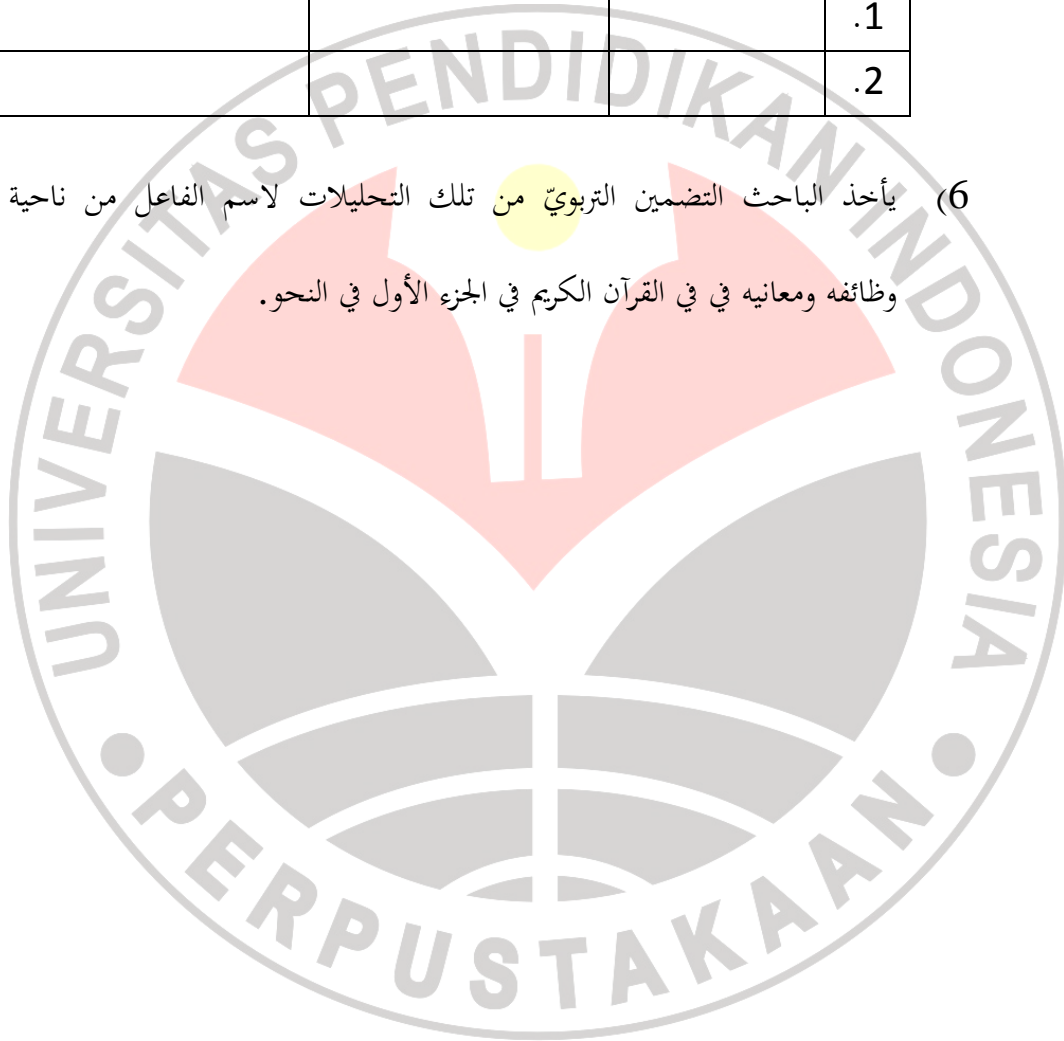 .1
.2
6) يأخذ الباحث التضمين التربويّ من تلك التحليلات لاسم الفاعل من ناحية
وظائفه ومعانيه في في القرآن الكريم في الجزء الأول في النحو.
UNIVERSITAS PENDIDIKAN INDONESIA
PERPUSTAKAAN